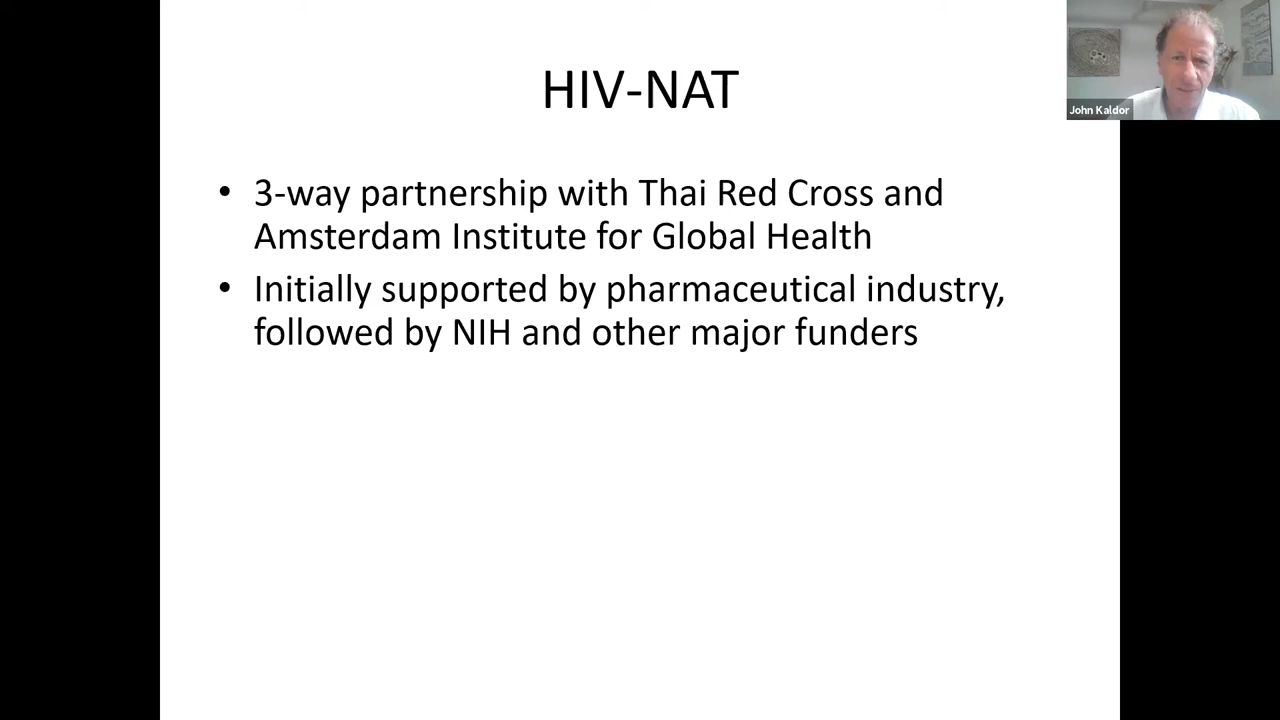 HIV-NAT
John Kaldor
• 3-way partnership with Thai Red Cross and
Amsterdam Institute for Global Health
• Initially supported by pharmaceutical industry,
followed by NIH and other major funders